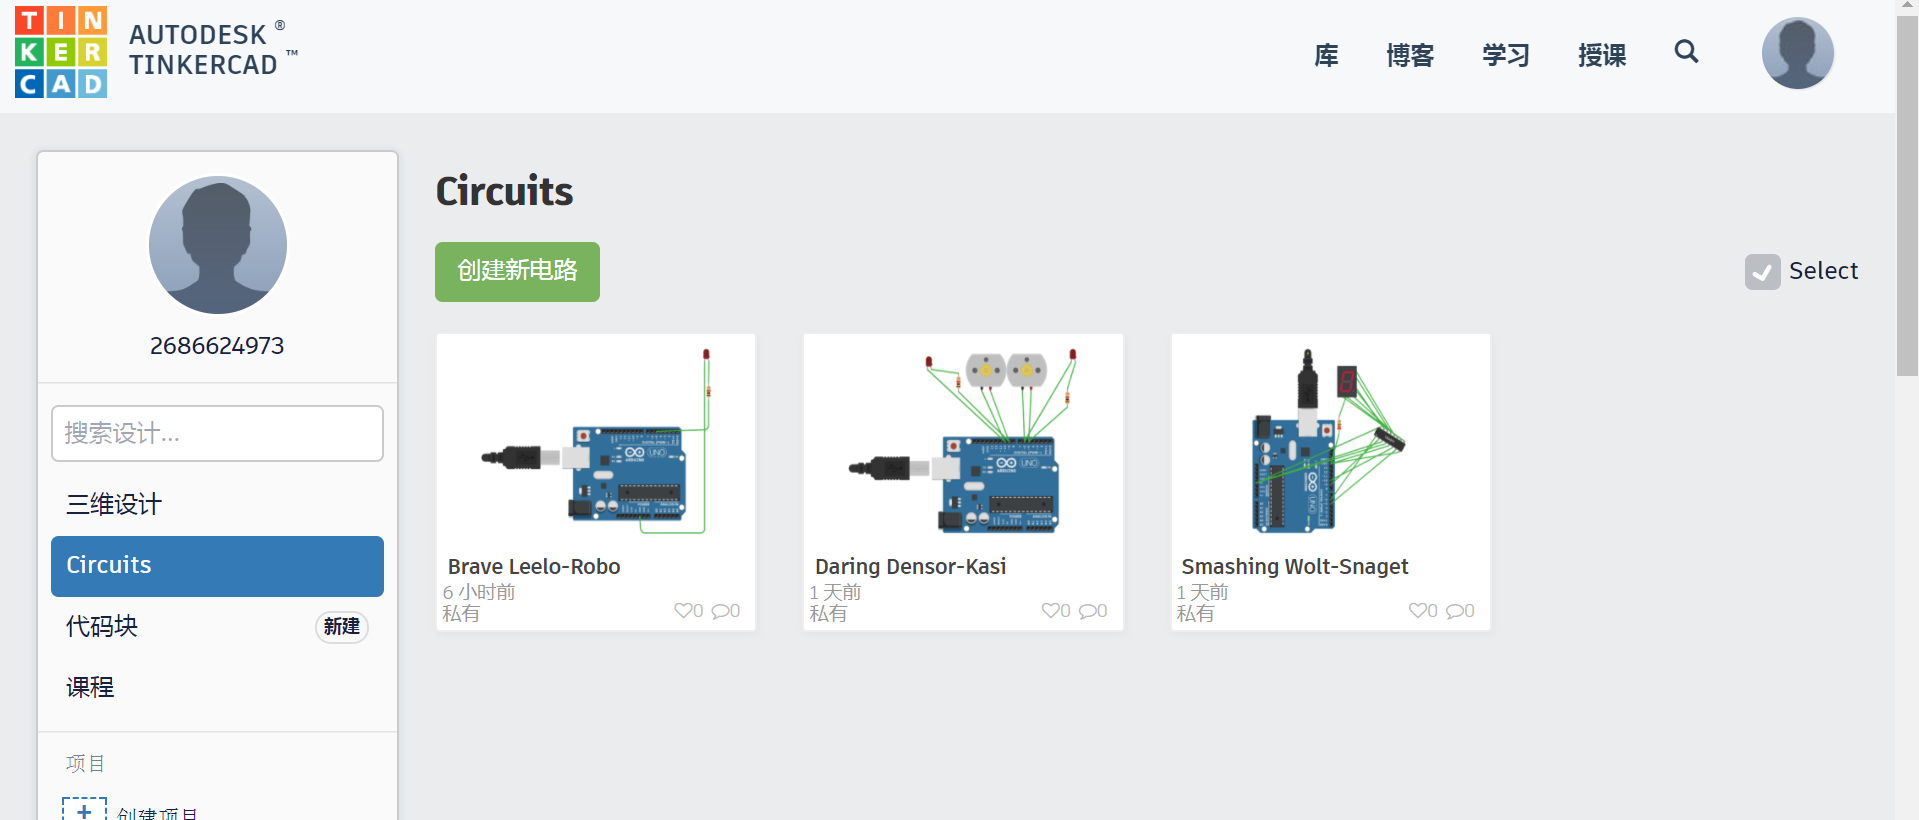 TIN
KER
CAD
AUTODESK ®
TINKERCAD ™
库 博客 学习 授课
2686624973
搜索设计...
三维设计
Circuits
代码块 新建
课程
项目
创建项目
Circuits
创建新电路
Select
Brave Leelo-Robo
6 小时前
私有 0 0
Daring Densor-Kasi
1 天前
私有 0 0
Smashing Wolt-Snaget
1 天前
私有 0 0